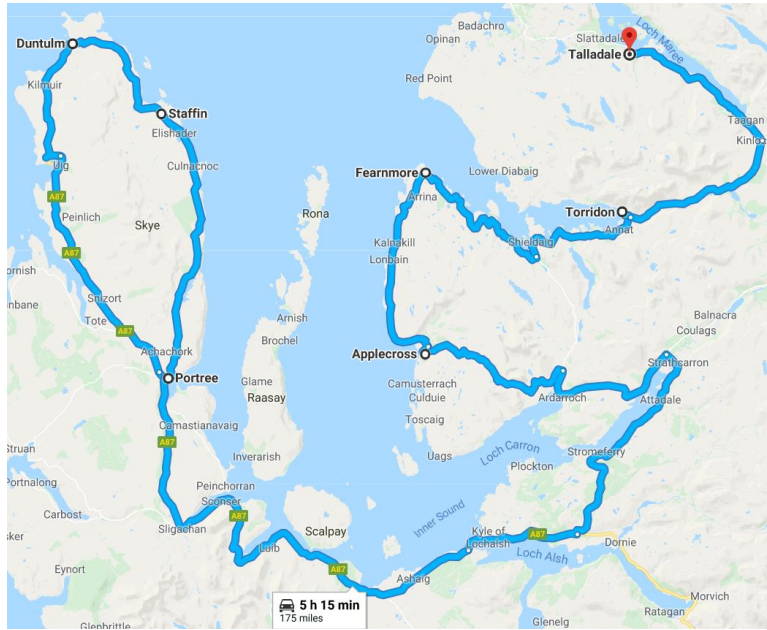 Badachro
Opinan
Slattadale
Loch Maree
Duntulm
Talladale
Red Point
Kilmuir
Staffin
Taagan
Elishader
Kinlo
Uig
Culnacnoc
Fearnmore
Lower Diabaig
Arrina
A87
Rona
Torridon
Peinlich
Skye
Annat
Kalnakill
Shieldaig
A87
Lonbain
ornish
Snizort
nbane
Arnish
Balnacra
Tote
A87
Coulags
Brochel
Achachork
Applecross
Strathcarron
Portree
Glame
Camusterrach
Raasay
Culduie
Ardarroch
Attadale
Toscaig
Camastianavaig
A87
Loch Carron
Struan
Inverarish
Uags
Stromeferry
Plockton
Portnalong
Peinchorran
Sconser
Inner Sound
Carbost
A87
Scalpay
Sligachan
Kyle of
Lochalsh
A87
sker
Dornie
Luib
Loch Alsh
Eynort
A87
Ashaig
5 h 15 min
175 miles
Morvich
Glenbrittle
Glenelg
Ratagan